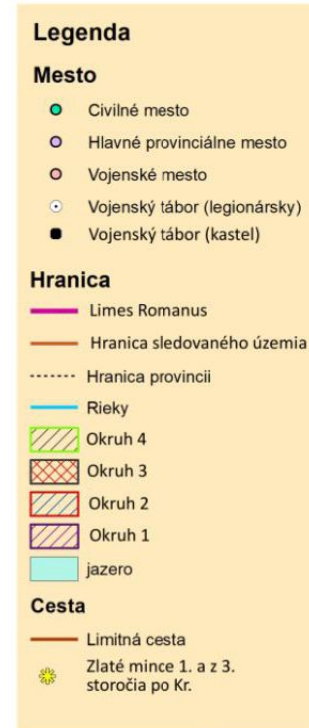 Legenda
Mesto
Civilné mesto
Hlavné provinciálne mesto
Vojenské mesto
Vojenský tábor (legionársky)
Vojenský tábor (kastel)
Hranica
Limes Romanus
Hranica sledovaného územia
Hranica provincii
Rieky
Okruh 4
Okruh 3
Okruh 2
Okruh 1
jazero
Cesta
Limitná cesta
Zlaté mince 1. a z 3.
storočia po Kr.